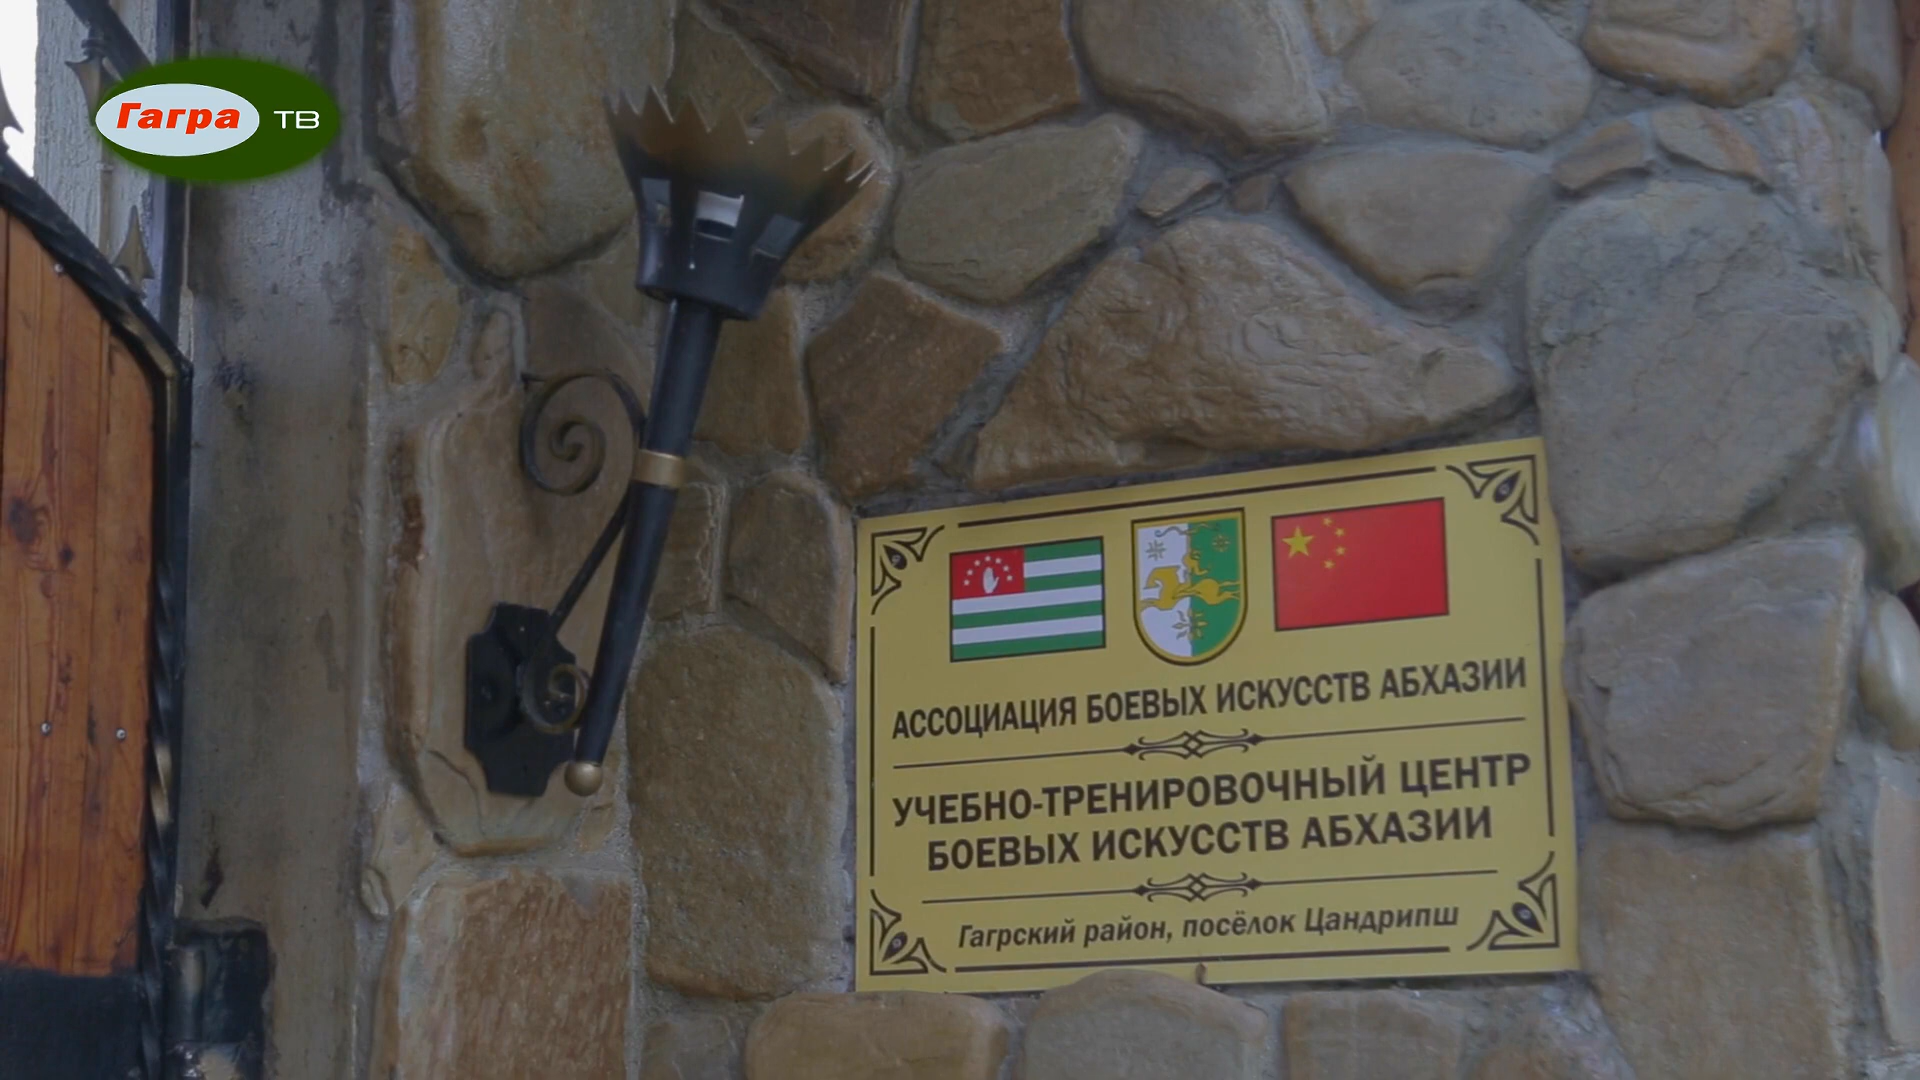 Гагра ТВ
АССОЦИАЦИЯ БОЕВЫХ ИСКУССТВ АБХАЗИИ
УЧЕБНО-ТРЕНИРОВОЧНЫЙ ЦЕНТР
БОЕВЫХ ИСКУССТВ АБХАЗИИ
Гагрский район, посёлок Цандрипш